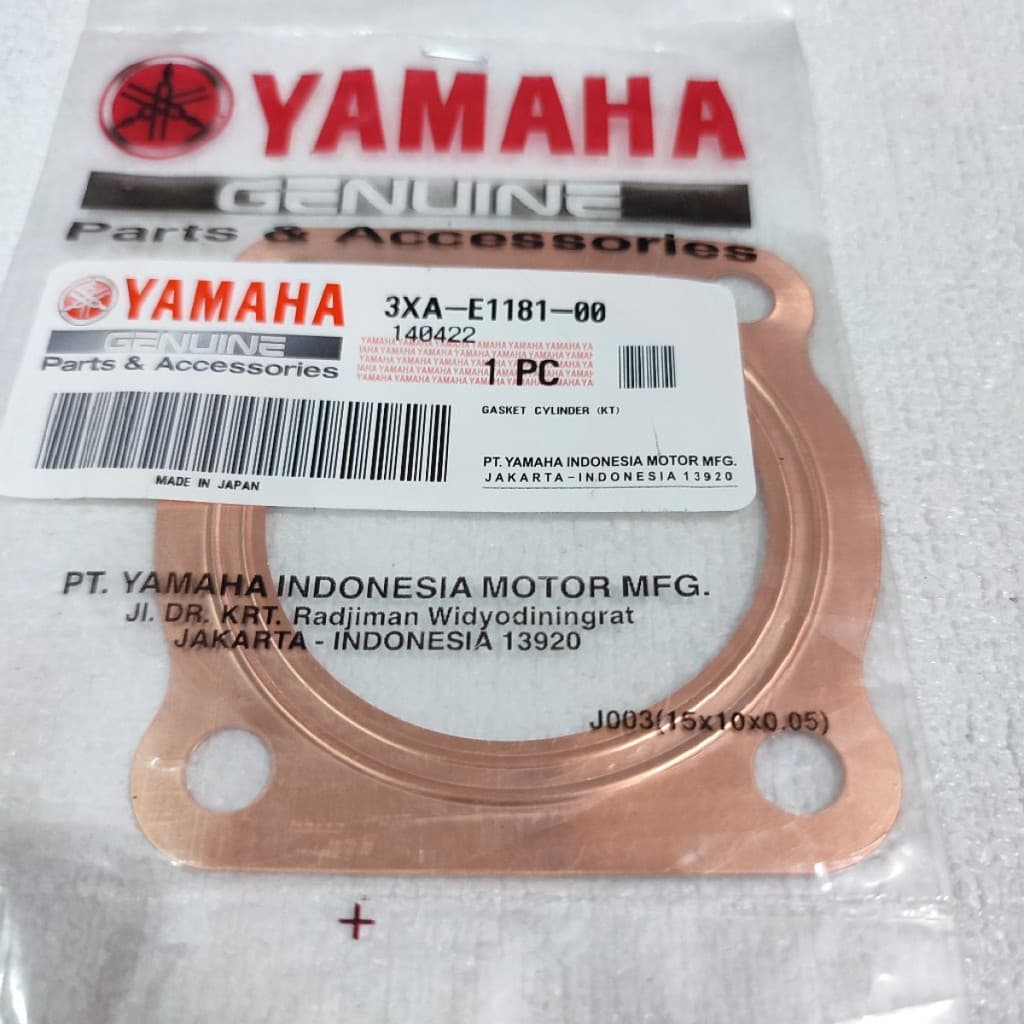 YAMAHA
GENUINE
Parts & Accessories
YAMAHA
GENUINE
Parts & Accessories
3XA-E1181-00
140422
1 PC
GASKET CYLINDER (KT)
PT. YAMAHA INDONESIA MOTOR MFG.
JAKARTA-INDONESIA 13920
MADE IN JAPAN
PT. YAMAHA INDONESIA MOTOR MFG.
Jl. DR. KRT. Radjiman Widyodiningrat
JAKARTA - INDONESIA 13920
J003(15x10x0.05)
+